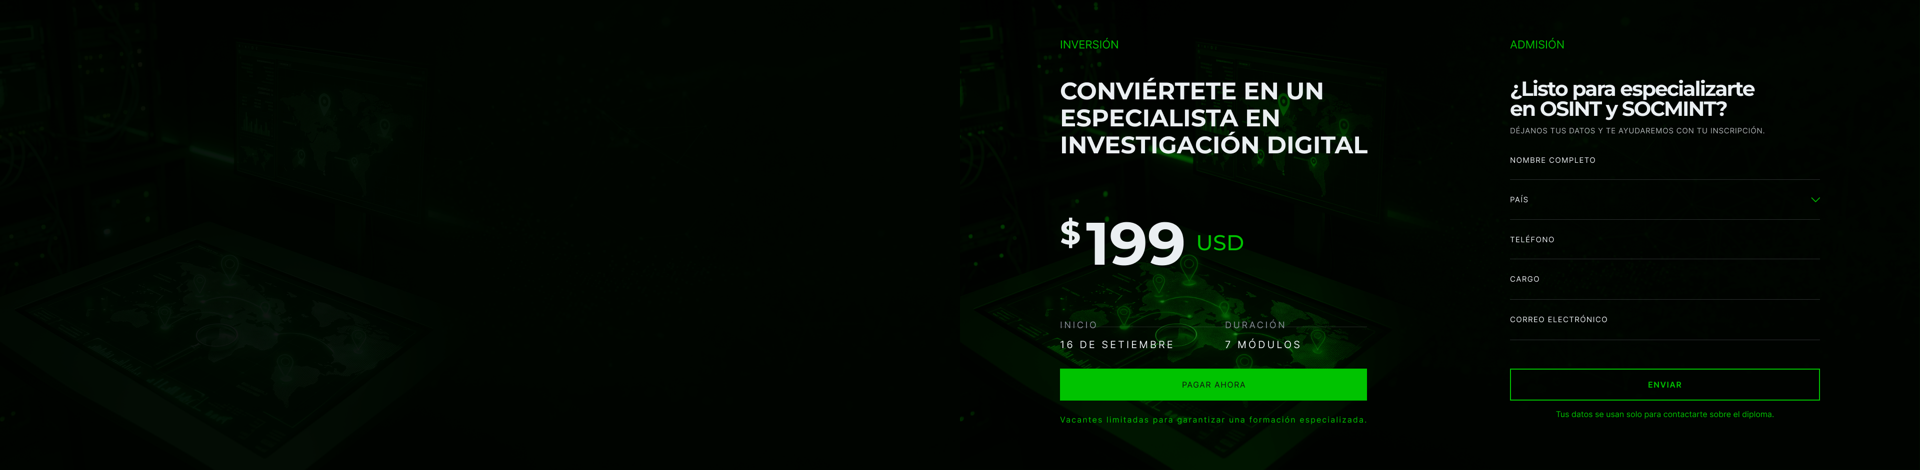 INVERSIÓN
CONVIÉRTETE EN UN
ESPECIALISTA EN
INVESTIGACIÓN DIGITAL
$199 USD
INICIO
16 DE SETIEMBRE
DURACIÓN
7 MÓDULOS
PAGAR AHORA
Vacantes limitadas para garantizar una formación especializada.
ADMISIÓN
¿Listo para especializarte
en OSINT y SOCMINT?
DÉJANOS TUS DATOS Y TE AYUDAREMOS CON TU INSCRIPCIÓN.
NOMBRE COMPLETO
PAÍS
TELÉFONO
CARGO
CORREO ELECTRÓNICO
ENVIAR
Tus datos se usan solo para contactarte sobre el diploma.